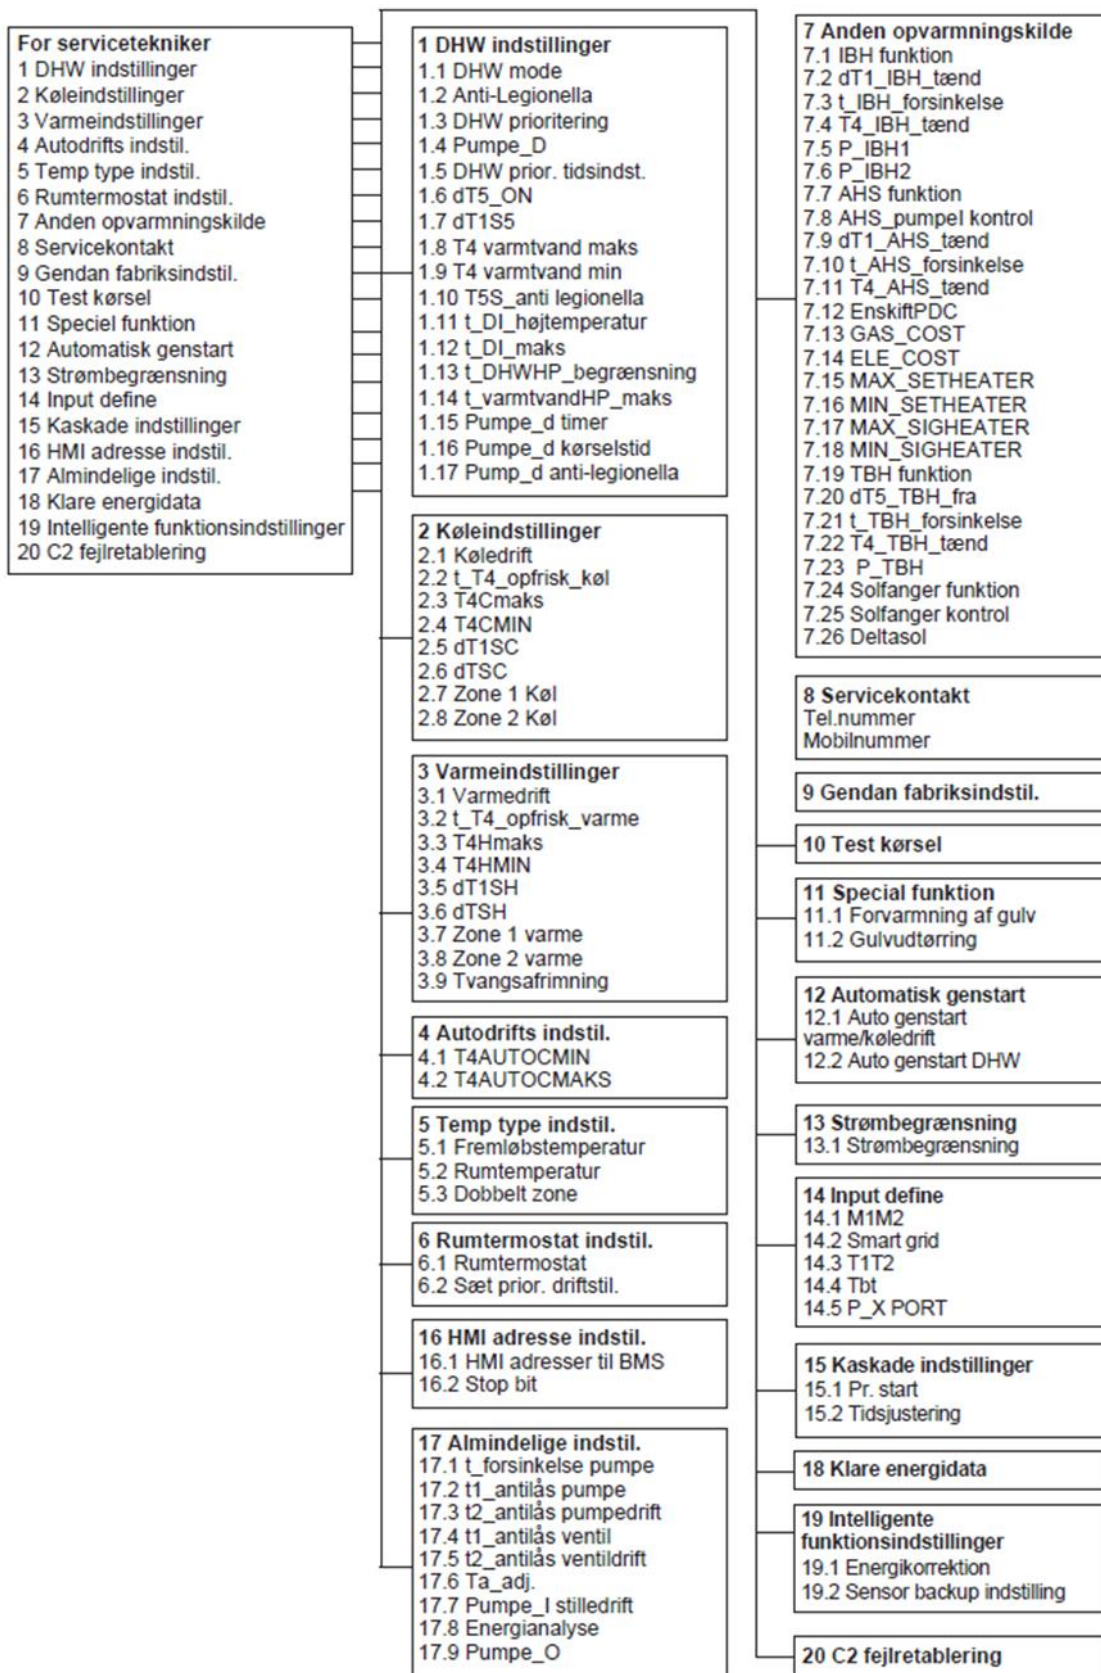 For servicetekniker
1 DHW indstillinger
2 Køleindstillinger
3 Varmeindstillinger
4 Autodrifts indstil.
5 Temp type indstil.
6 Rumtermostat indstil.
7 Anden opvarmningskilde
8 Servicekontakt
9 Gendan fabriksindstil.
10 Test kørsel
11 Speciel funktion
12 Automatisk genstart
13 Strømbegrænsning
14 Input define
15 Kaskade indstillinger
16 HMI adresse indstil.
17 Almindelige indstil.
18 Klare energidata
19 Intelligente funktionsindstillinger
20 C2 fejlretablering
1 DHW indstillinger
1.1 DHW mode
1.2 Anti-Legionella
1.3 DHW prioritering
1.4 Pumpe_D
1.5 DHW prior. tidsindst.
1.6 dT5_ON
1.7 dT1S5
1.8 T4 varmtvand maks
1.9 T4 varmtvand min
1.10 T5S_anti legionella
1.11 t_DI_højtemperatur
1.12 t_DI_maks
1.13 t_DHWHP_begrænsning
1.14 t_varmtvandHP_maks
1.15 Pumpe_d timer
1.16 Pumpe_d kørselstid
1.17 Pump_d anti-legionella
2 Køleindstillinger
2.1 Køledrift
2.2 t_T4_opfrisk_køl
2.3 T4Cmaks
2.4 T4CMIN
2.5 dT1SC
2.6 dTSC
2.7 Zone 1 Køl
2.8 Zone 2 Køl
3 Varmeindstillinger
3.1 Varmedrift
3.2 t_T4_opfrisk_varme
3.3 T4Hmaks
3.4 T4HMIN
3.5 dT1SH
3.6 dTSH
3.7 Zone 1 varme
3.8 Zone 2 varme
3.9 Tvangsafrimning
4 Autodrifts indstil.
4.1 T4AUTOCMIN
4.2 T4AUTOCMAKS
5 Temp type indstil.
5.1 Fremløbstemperatur
5.2 Rumtemperatur
5.3 Dobbelt zone
6 Rumtermostat indstil.
6.1 Rumtermostat
6.2 Sæt prior. driftstil.
16 HMI adresse indstil.
16.1 HMI adresser til BMS
16.2 Stop bit
17 Almindelige indstil.
17.1 t_forsinkelse pumpe
17.2 t1_antilås pumpe
17.3 t2_antilås pumpedrift
17.4 t1_antilås ventil
17.5 t2_antilås ventildrift
17.6 Ta_adj.
17.7 Pumpe_I stilledrift
17.8 Energianalyse
17.9 Pumpe_O
7 Anden opvarmningskilde
7.1 IBH funktion
7.2 dT1_IBH_tænd
7.3 t_IBH_forsinkelse
7.4 T4_IBH_tænd
7.5 P_IBH1
7.6 P_IBH2
7.7 AHS funktion
7.8 AHS_pumpeI kontrol
7.9 dT1_AHS_tænd
7.10 t_AHS_forsinkelse
7.11 T4_AHS_tænd
7.12 EnskiftPDC
7.13 GAS_COST
7.14 ELE_COST
7.15 MAX_SETHEATER
7.16 MIN_SETHEATER
7.17 MAX_SIGHEATER
7.18 MIN_SIGHEATER
7.19 TBH funktion
7.20 dT5_TBH_fra
7.21 t_TBH_forsinkelse
7.22 T4_TBH_tænd
7.23 P_TBH
7.24 Solfanger funktion
7.25 Solfanger kontrol
7.26 Deltasol
8 Servicekontakt
Tel.nummer
Mobilnummer
9 Gendan fabriksindstil.
10 Test kørsel
11 Special funktion
11.1 Forvarmning af gulv
11.2 Gulvudtørring
12 Automatisk genstart
12.1 Auto genstart
varme/køledrift
12.2 Auto genstart DHW
13 Strømbegrænsning
13.1 Strømbegrænsning
14 Input define
14.1 M1M2
14.2 Smart grid
14.3 T1T2
14.4 Tbt
14.5 P_X PORT
15 Kaskade indstillinger
15.1 Pr. start
15.2 Tidsjustering
18 Klare energidata
19 Intelligente
funktionsindstillinger
19.1 Energikorrektion
19.2 Sensor backup indstilling
20 C2 fejlretablering